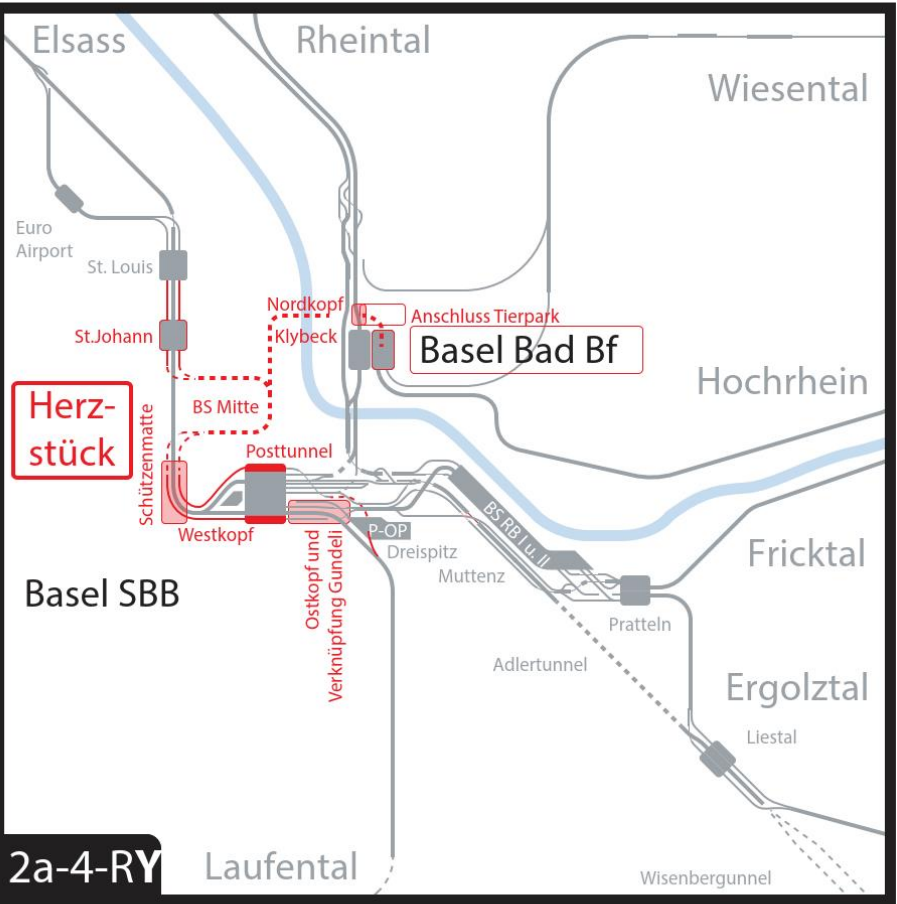 Elsass
Rheintal
Wiesental
Euro
Airport
St. Louis
Nordkopf
Anschluss Tierpark
St.Johann
Klybeck
Basel Bad Bf
Hochrhein
Herz-
stück
BS Mitte
Schützenmatte
Posttunnel
Westkopf
Ostkopf und
Verknüpfung Gundeli
P-OP
Dreispitz
Muttenz
BS RB I u. II
Fricktal
Basel SBB
Pratteln
Adlertunnel
Ergolztal
Liestal
2a-4-RY
Laufental
Wisenbergunnel